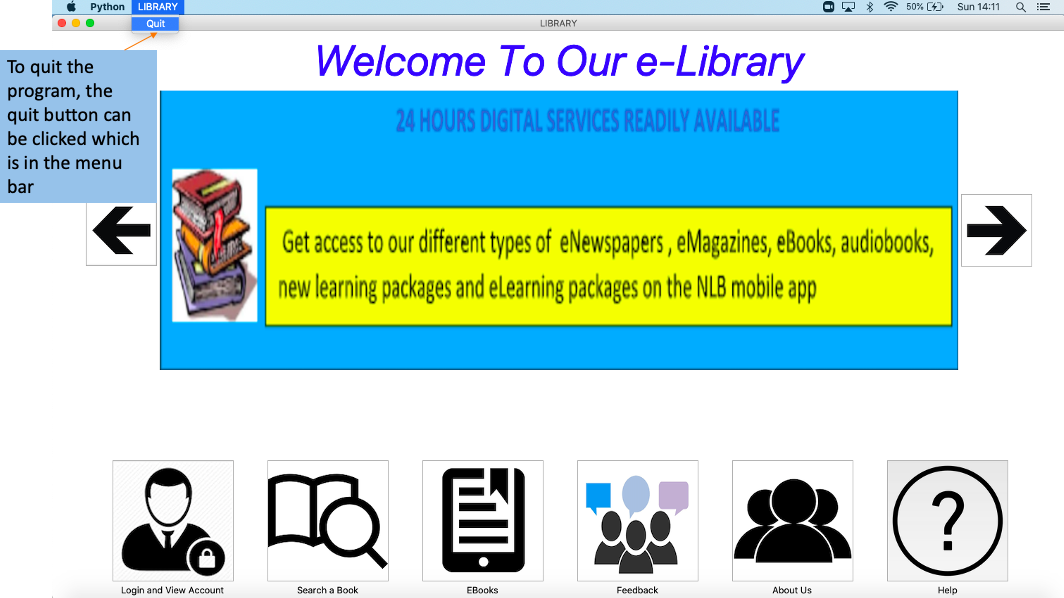 Python LIBRARY
50% Sun 14:11
Quit
LIBRARY
To quit the
program, the
quit button can
be clicked which
is in the menu
bar
Welcome To Our e-Library
24 HOURS DIGITAL SERVICES READILY AVAILABLE
Get access to our different types of eNewspapers , eMagazines, eBooks, audiobooks,
new learning packages and eLearning packages on the NLB mobile app
?
Login and View Account
Search a Book
EBooks
Feedback
About Us
Help